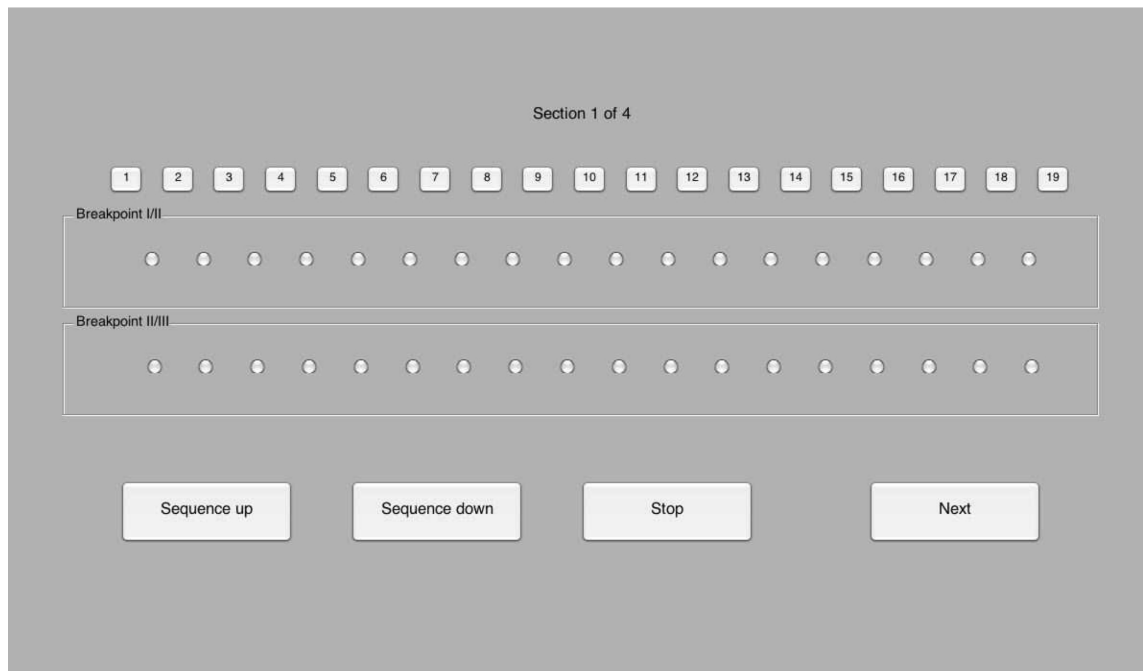 Section 1 of 4
1 2 3 4 5 6 7 8 9 10 11 12 13 14 15 16 17 18 19
Breakpoint I/II
Breakpoint II/III
Sequence up Sequence down Stop Next